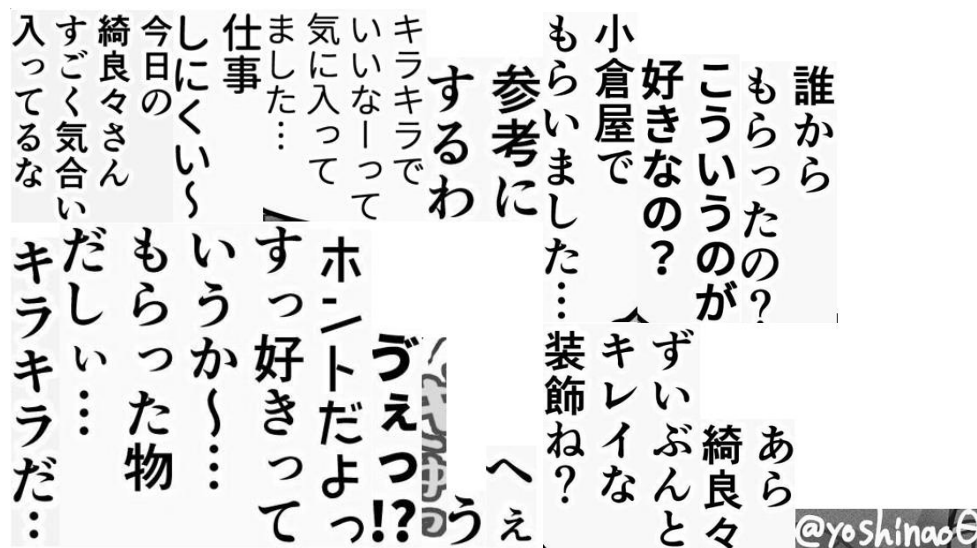 誰から
もらったの?
こういうのが
好きなの?
小倉屋で
もらいました…
参考に
するわ
キラキラで
いいなーって
気に入って
ました…
仕事
しにくい〜
今日の
綺良々さん
すごく気合い
入ってるな
あら
綺良々
ずいぶんと
キレイな
装飾ね?
へぇ
う
ゔぇっ!?
ホントだよっ
すっ好きって
いうか〜…
もらった物
だしぃ…
キラキラだ…